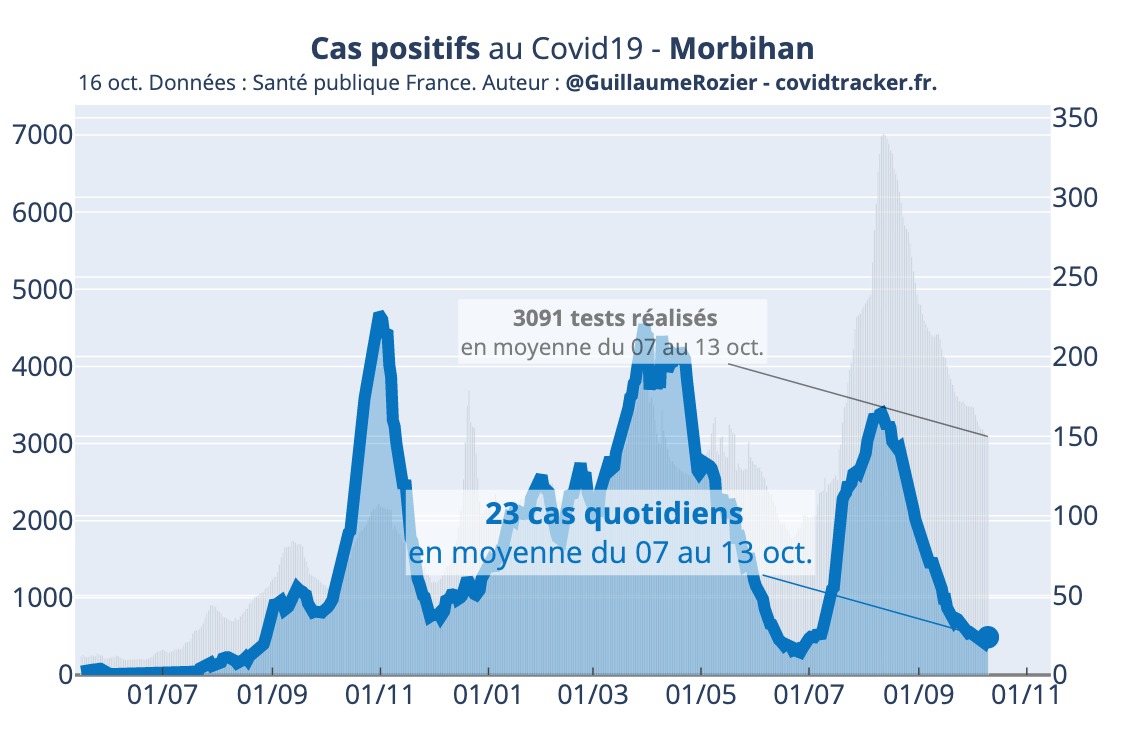 Cas positifs au Covid19 - Morbihan
16 oct. Données : Santé publique France. Auteur : @GuillaumeRozier - covidtracker.fr.
7000
6000
5000
4000
3000
2000
1000
0
350
300
250
200
150
100
50
0
3091 tests réalisés
en moyenne du 07 au 13 oct.
23 cas quotidiens
en moyenne du 07 au 13 oct.
01/07 01/09 01/11 01/01 01/03 01/05 01/07 01/09 01/11